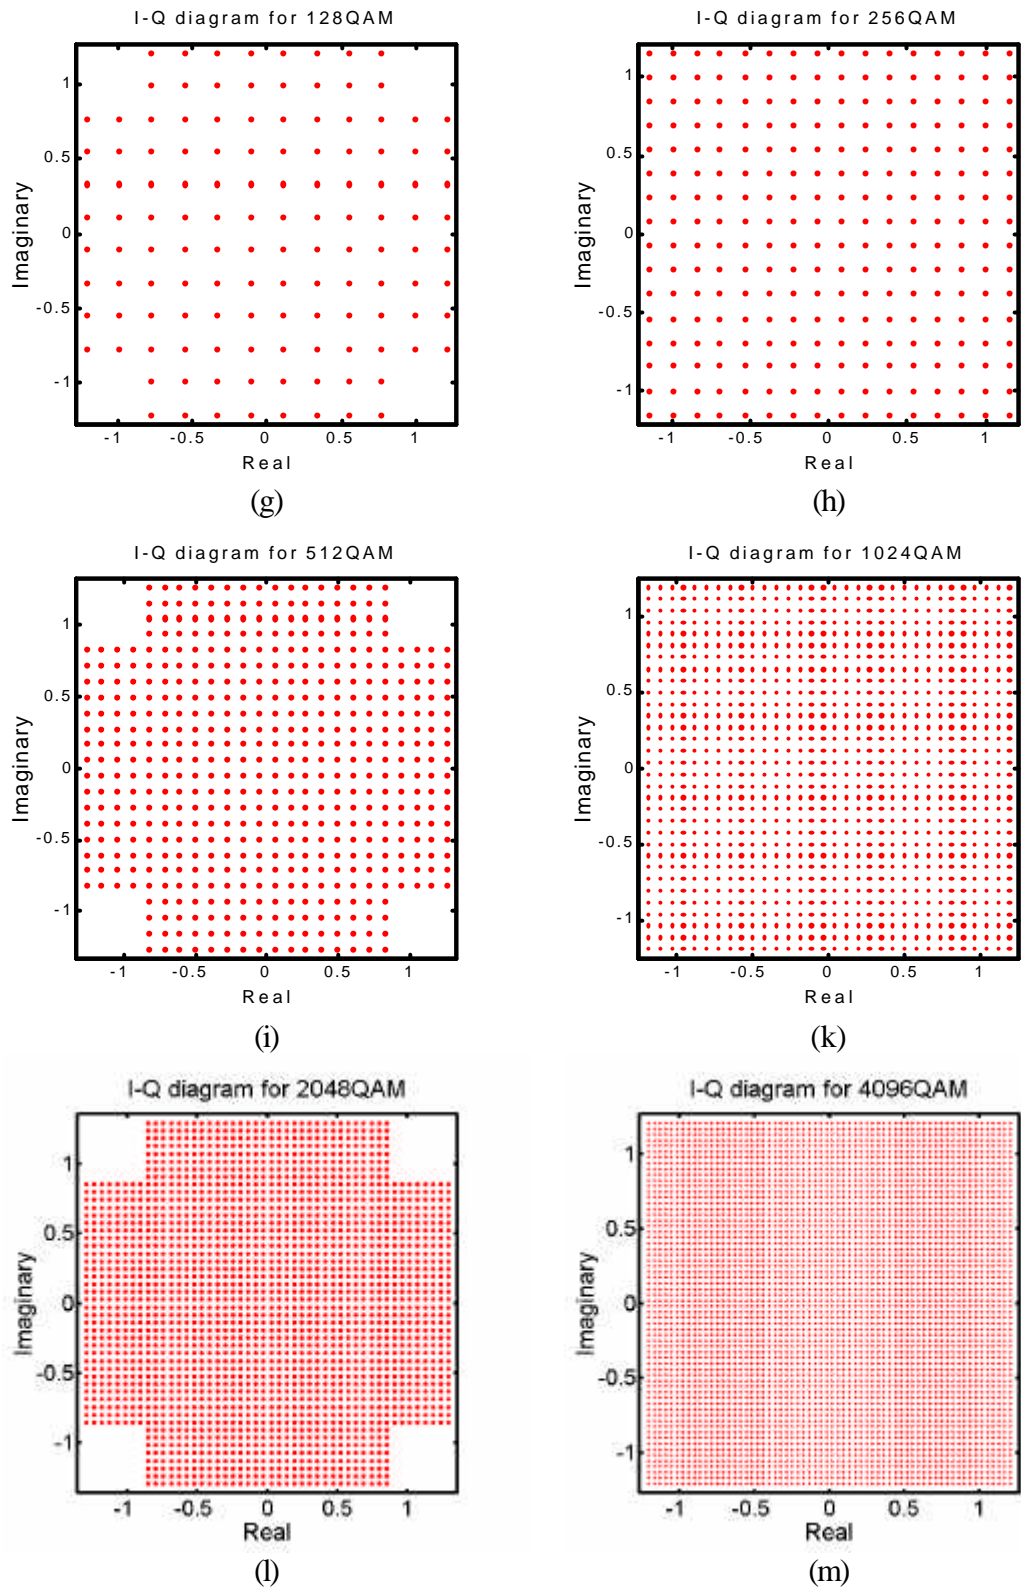 I-Q diagram for 128QAM
1
0.5
0
-0.5
-1
Imaginary
-1 -0.5 0 0.5 1
Real
(g)
I-Q diagram for 256QAM
1
0.5
0
-0.5
-1
Imaginary
-1 -0.5 0 0.5 1
Real
(h)
I-Q diagram for 512QAM
1
0.5
0
-0.5
-1
Imaginary
-1 -0.5 0 0.5 1
Real
(i)
I-Q diagram for 1024QAM
1
0.5
0
-0.5
-1
Imaginary
-1 -0.5 0 0.5 1
Real
(k)
I-Q diagram for 2048QAM
1
0.5
0
-0.5
-1
Imaginary
-1 -0.5 0 0.5 1
Real
(l)
I-Q diagram for 4096QAM
1
0.5
0
-0.5
-1
Imaginary
-1 -0.5 0 0.5 1
Real
(m)